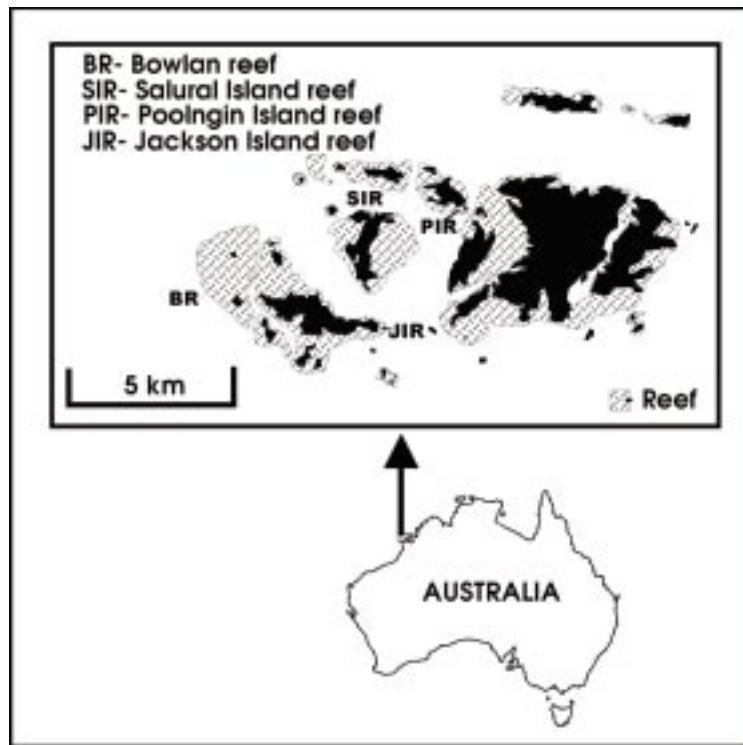 BR- Bowlan reef
SIR- Salural Island reef
PIR- Poolngin Island reef
JIR- Jackson Island reef
SIR
PIR
BR
JIR
5 km
Reef
AUSTRALIA